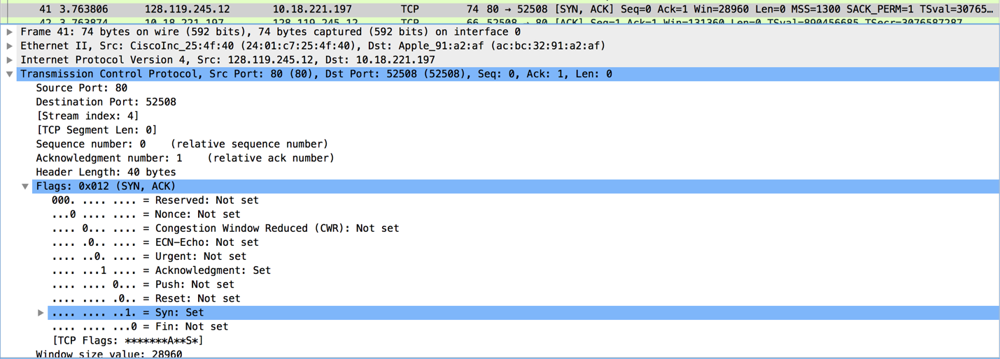 41 3.763806 128.119.245.12 10.18.221.197 TCP 74 80 → 52508 [SYN, ACK] Seq=0 Ack=1 Win=28960 Len=0 MSS=1300 SACK_PERM=1 TSval=30765…
42 3.763874 10.18.221.197 128.119.245.12 TCP 66 52508 → 80 [ACK] Seq=1 Ack=1 Win=131360 Len=0 TSval=890456685 TSecr=3076587287
Frame 41: 74 bytes on wire (592 bits), 74 bytes captured (592 bits) on interface 0
Ethernet II, Src: CiscoInc_25:4f:40 (24:01:c7:25:4f:40), Dst: Apple_91:a2:af (ac:bc:32:91:a2:af)
Internet Protocol Version 4, Src: 128.119.245.12, Dst: 10.18.221.197
Transmission Control Protocol, Src Port: 80 (80), Dst Port: 52508 (52508), Seq: 0, Ack: 1, Len: 0
Source Port: 80
Destination Port: 52508
[Stream index: 4]
[TCP Segment Len: 0]
Sequence number: 0 (relative sequence number)
Acknowledgment number: 1 (relative ack number)
Header Length: 40 bytes
Flags: 0x012 (SYN, ACK)
000. .... .... = Reserved: Not set
...0 .... .... = Nonce: Not set
.... 0... .... = Congestion Window Reduced (CWR): Not set
.... .0.. .... = ECN-Echo: Not set
.... ..0. .... = Urgent: Not set
.... ...1 .... = Acknowledgment: Set
.... .... 0... = Push: Not set
.... .... .0.. = Reset: Not set
.... .... ..1. = Syn: Set
.... .... ...0 = Fin: Not set
[TCP Flags: *******A**S*]
Window size value: 28960